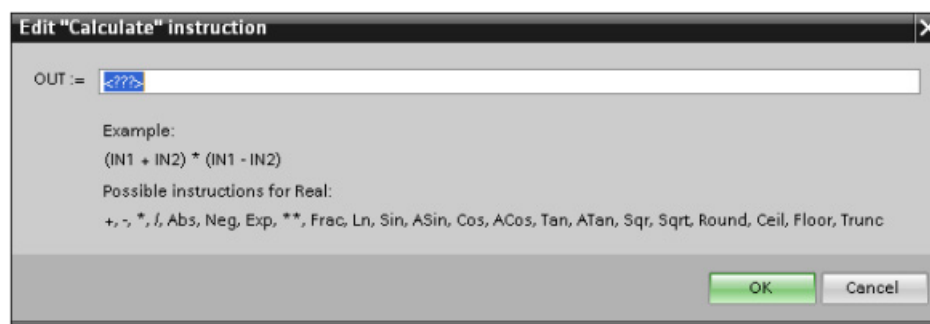 Edit "Calculate" instruction
OUT := <???>
Example:
(IN1 + IN2) * (IN1 - IN2)
Possible instructions for Real:
+, -, *, /, Abs, Neg, Exp, **, Frac, Ln, Sin, ASin, Cos, ACos, Tan, ATan, Sqr, Sqrt, Round, Ceil, Floor, Trunc
OK Cancel